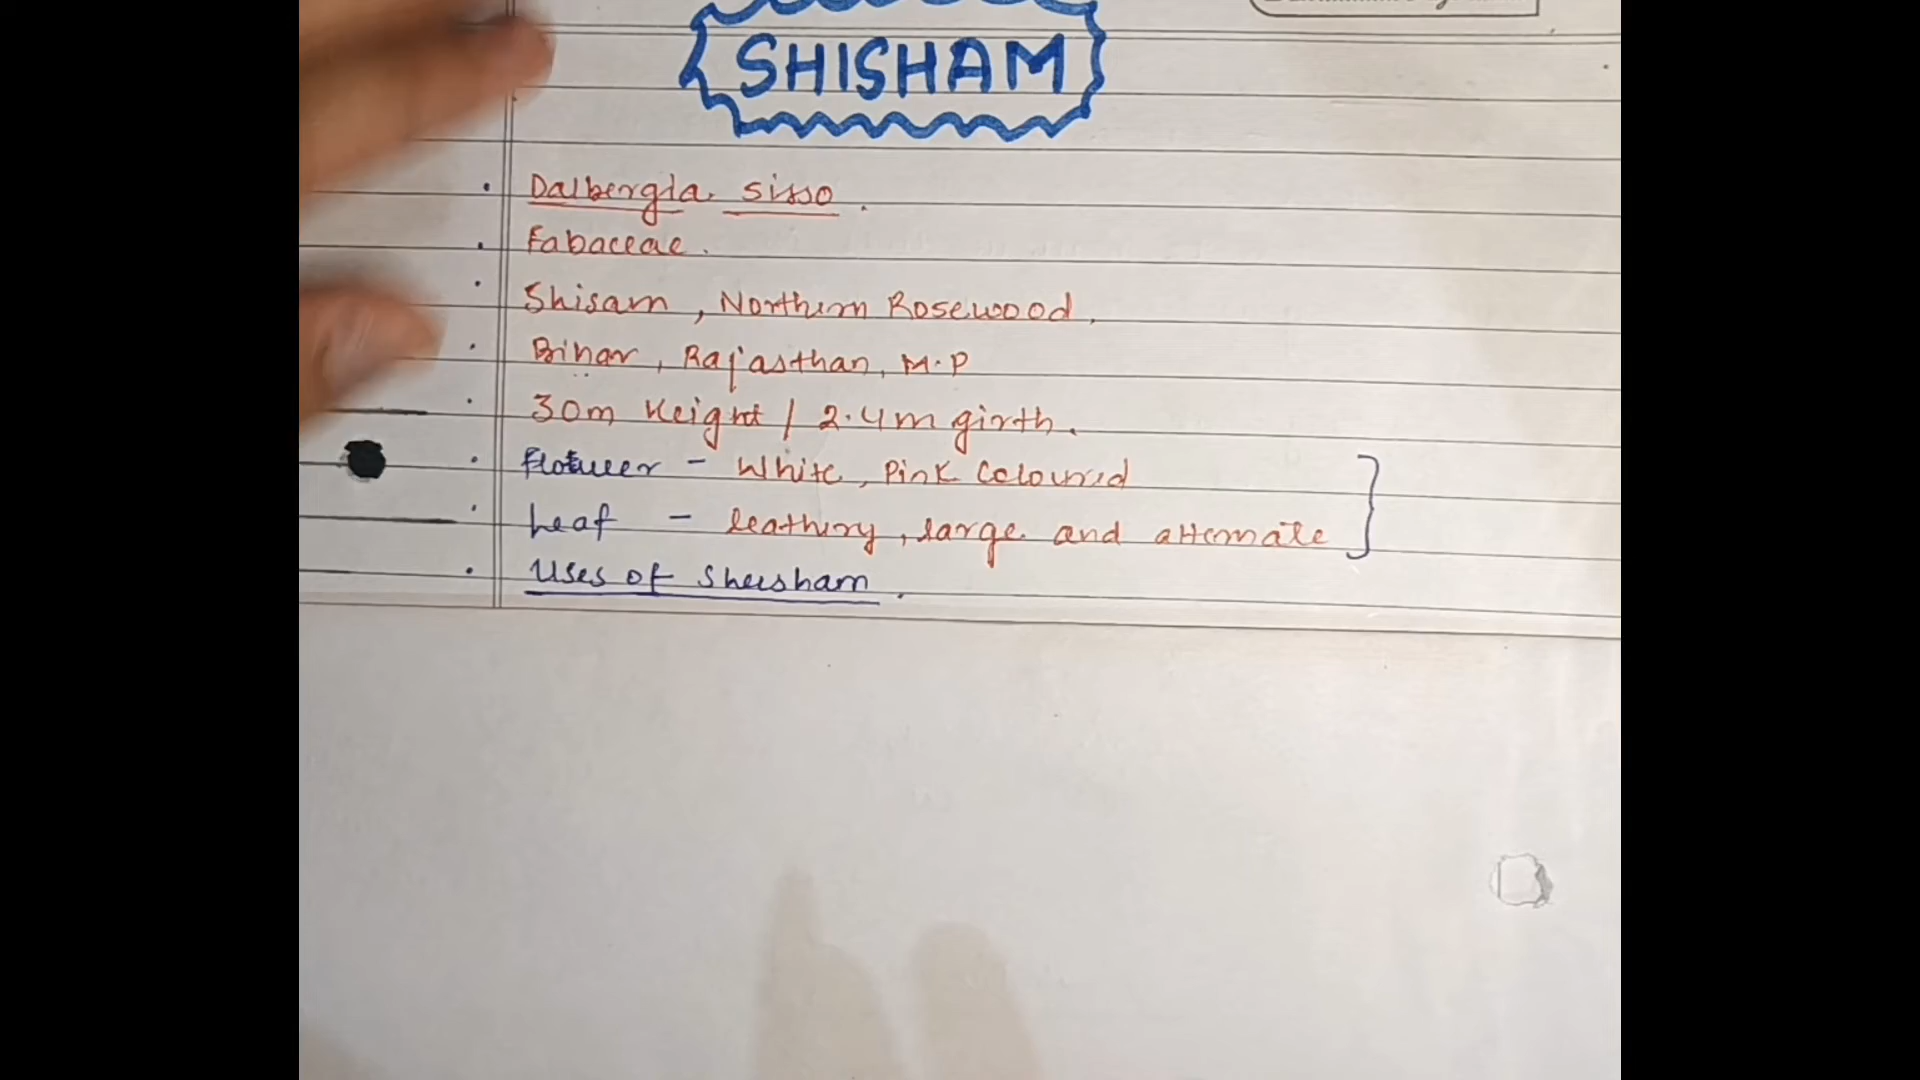 SHISHAM
Dalbergia sisso.
Fabaceae.
Shisam, Northern Rosewood.
Bihar, Rajasthan, M.P
30m Height / 2.4m girth.
Flower - White, Pink Coloured
Leaf - leathery, large and alternate
Uses of Sheesham.